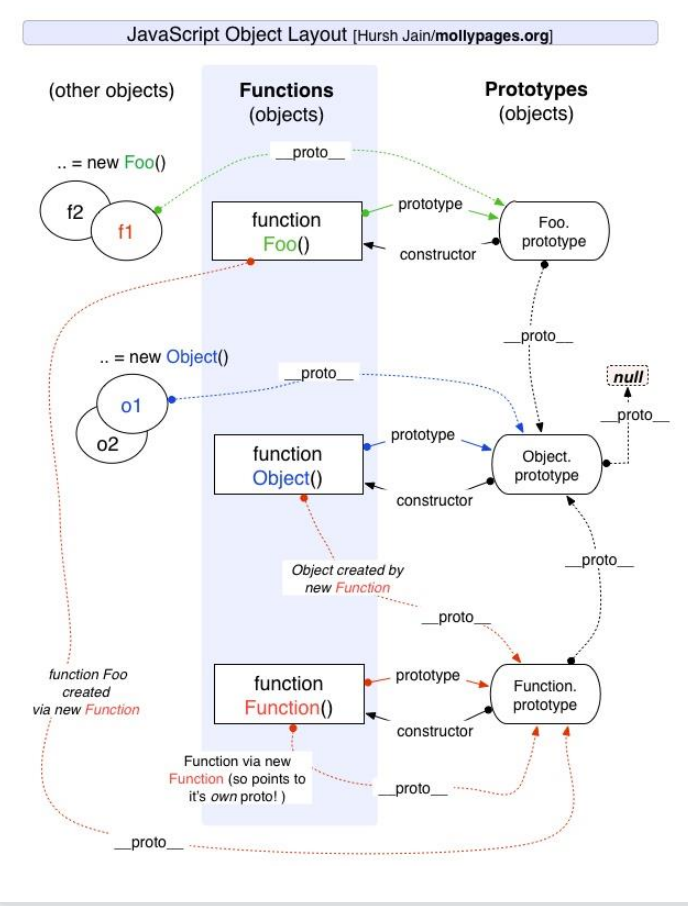 JavaScript Object Layout [Hursh Jain/mollypages.org]
(other objects)
Functions
(objects)
Prototypes
(objects)
__proto__
.. = new Foo()
f2
f1
function
Foo()
prototype
constructor
Foo.
prototype
__proto__
.. = new Object()
__proto__
null
__proto__
o1
o2
function
Object()
prototype
constructor
Object.
prototype
Object created by
new Function
__proto__
__proto__
function Foo
created
via new Function
function
Function()
prototype
constructor
Function.
prototype
Function via new
Function (so points to
it's own proto! )
__proto__
__proto__